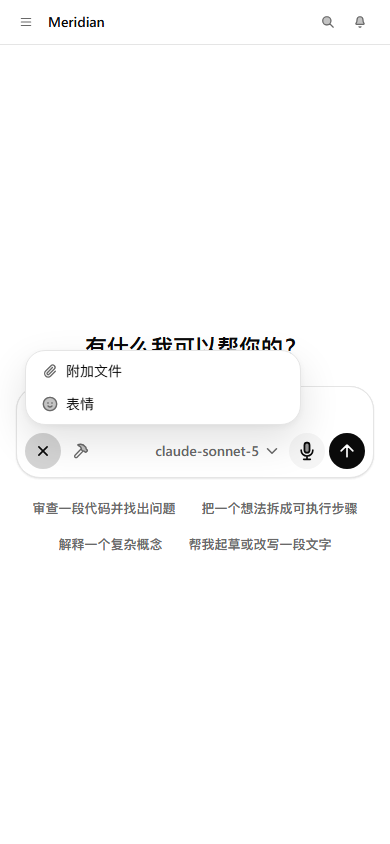 Meridian
有什么我可以帮你的？
附加文件
表情
claude-sonnet-5
审查一段代码并找出问题
把一个想法拆成可执行步骤
解释一个复杂概念
帮我起草或改写一段文字